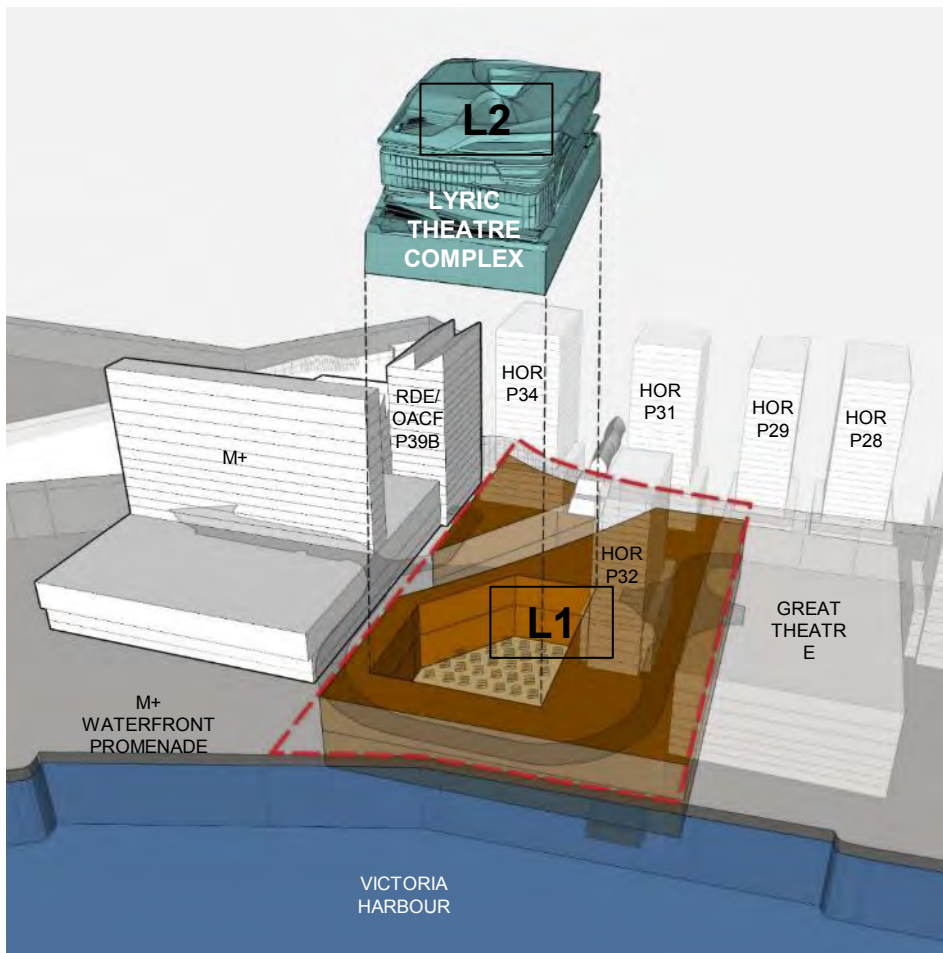 L2
LYRIC
THEATRE
COMPLEX
RDE/
OACF
P39B
HOR
P34
HOR
P31
HOR
P29
HOR
P28
M+
HOR
P32
L1
GREAT
THEATR
E
M+
WATERFRONT
PROMENADE
VICTORIA
HARBOUR